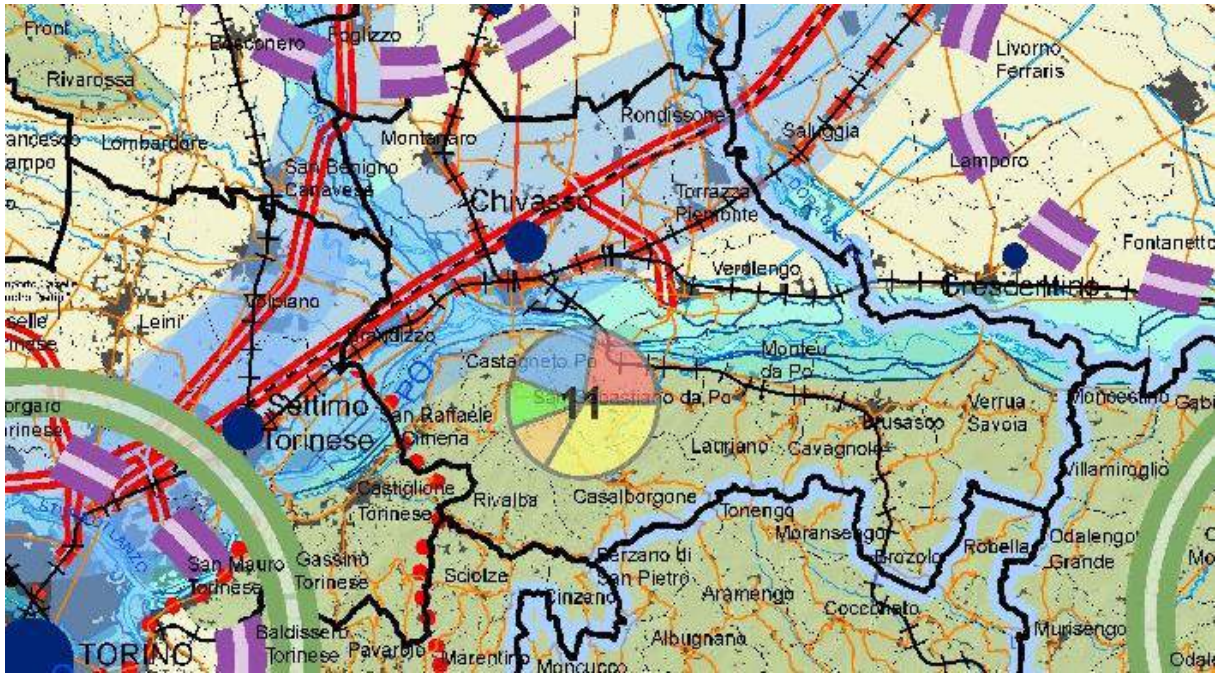 Front
Rivarossa
Bosconero
Foglizzo
Livorno
Ferraris
Lombardore
Montanaro
Rondissone
Saluggia
Lamporo
San Benigno
Canavese
Chivasso
Torrazza
Piemonte
Fontanetto
Verolengo
Crescentino
Volpiano
Leini'
Brandizzo
Castagneto Po
Monteu
da Po
PO
11
San Sebastiano da Po
Settimo
Torinese
San Raffaele
Cimena
Lauriano
Cavagnolo
Brusasco
Verrua
Savoia
Moncestino
Villamiroglio
Castiglione
Torinese
Rivalba
Casalborgone
Tonengo
Moransengo
Brozolo
Robella
Odalengo
Grande
San Mauro
Torinese
Gassino
Torinese
Sciolze
Berzano di
San Pietro
Cinzano
Aramengo
Cocconato
Murisengo
Baldissero
Torinese
Pavarolo
Marentino
Albugnano
Moncucco
TORINO